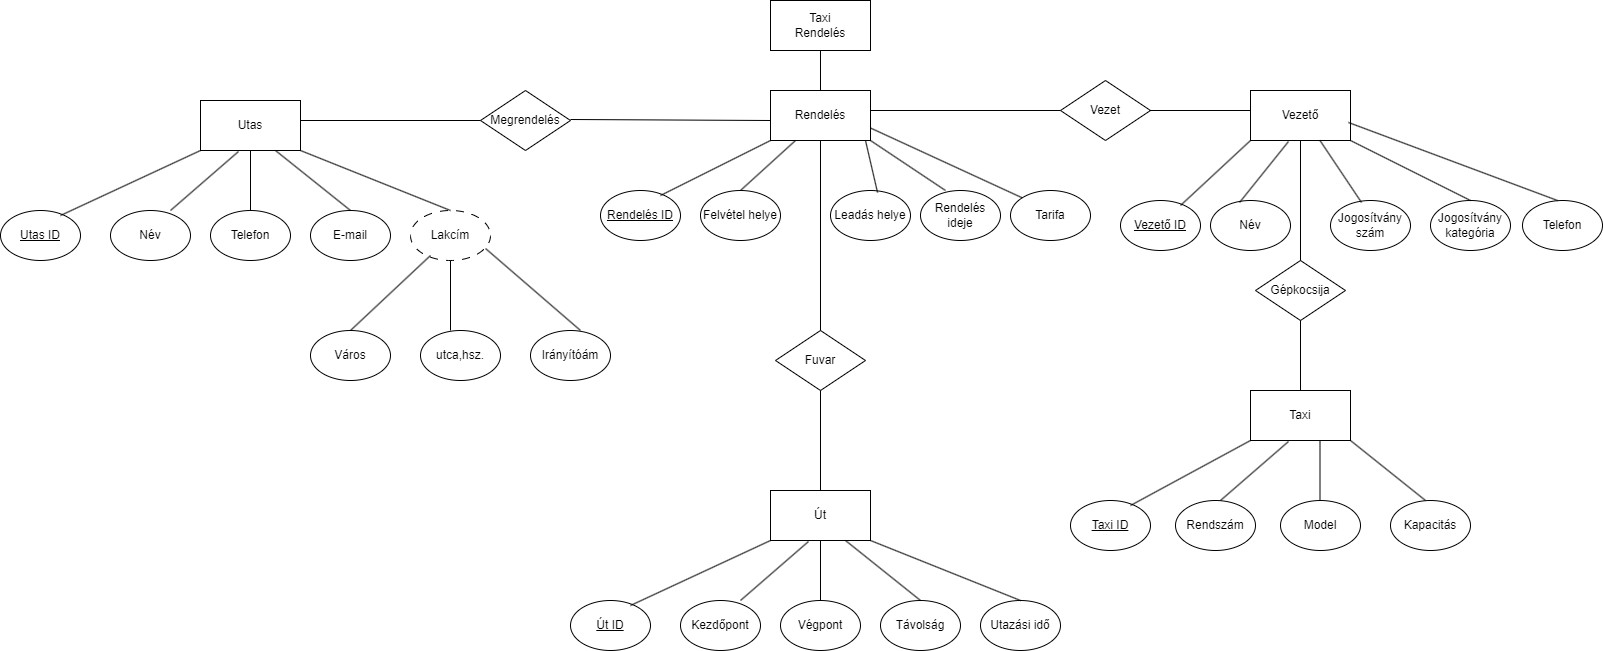 Taxi
Rendelés
Utas
Megrendelés
Rendelés
Vezet
Vezető
Utas ID
Név
Telefon
E-mail
Lakcím
Rendelés ID
Felvétel helye
Leadás helye
Rendelés
ideje
Tarifa
Vezető ID
Név
Jogosítvány
szám
Jogosítvány
kategória
Telefon
Gépkocsija
Város
utca,hsz.
Irányítóám
Fuvar
Taxi
Út
Taxi ID
Rendszám
Model
Kapacitás
Út ID
Kezdőpont
Végpont
Távolság
Utazási idő